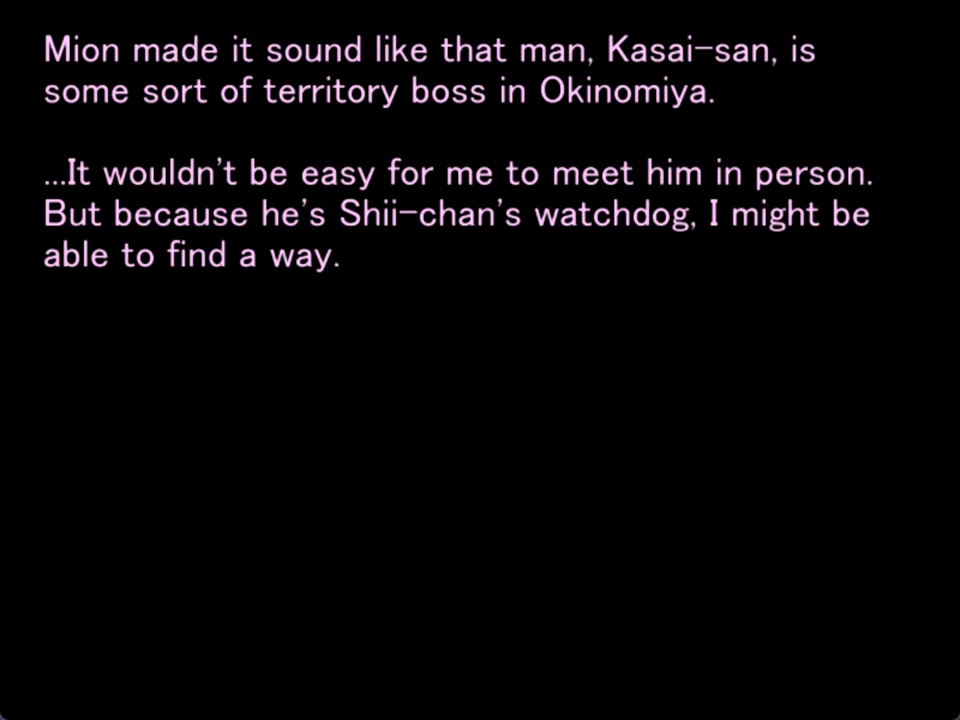 Mion made it sound like that man, Kasai-san, is
some sort of territory boss in Okinomiya.
...It wouldn't be easy for me to meet him in person.
But because he's Shii-chan's watchdog, I might be
able to find a way.